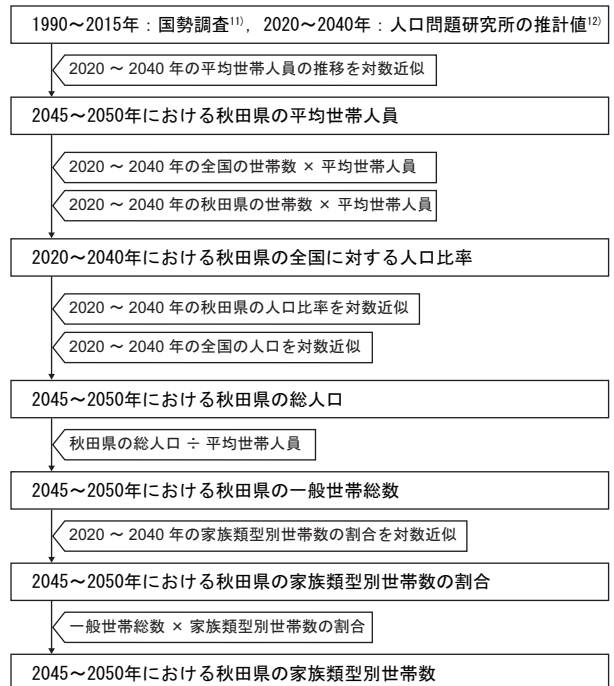 1990～2015年：国勢調査11)，2020～2040年：人口問題研究所の推計値12)
2020 ～ 2040 年の平均世帯人員の推移を対数近似
2045～2050年における秋田県の平均世帯人員
2020 ～ 2040 年の全国の世帯数 × 平均世帯人員
2020 ～ 2040 年の秋田県の世帯数 × 平均世帯人員
2020～2040年における秋田県の全国に対する人口比率
2020 ～ 2040 年の秋田県の人口比率を対数近似
2020 ～ 2040 年の全国の人口を対数近似
2045～2050年における秋田県の総人口
秋田県の総人口 ÷ 平均世帯人員
2045～2050年における秋田県の一般世帯総数
2020 ～ 2040 年の家族類型別世帯数の割合を対数近似
2045～2050年における秋田県の家族類型別世帯数の割合
一般世帯総数 × 家族類型別世帯数の割合
2045～2050年における秋田県の家族類型別世帯数